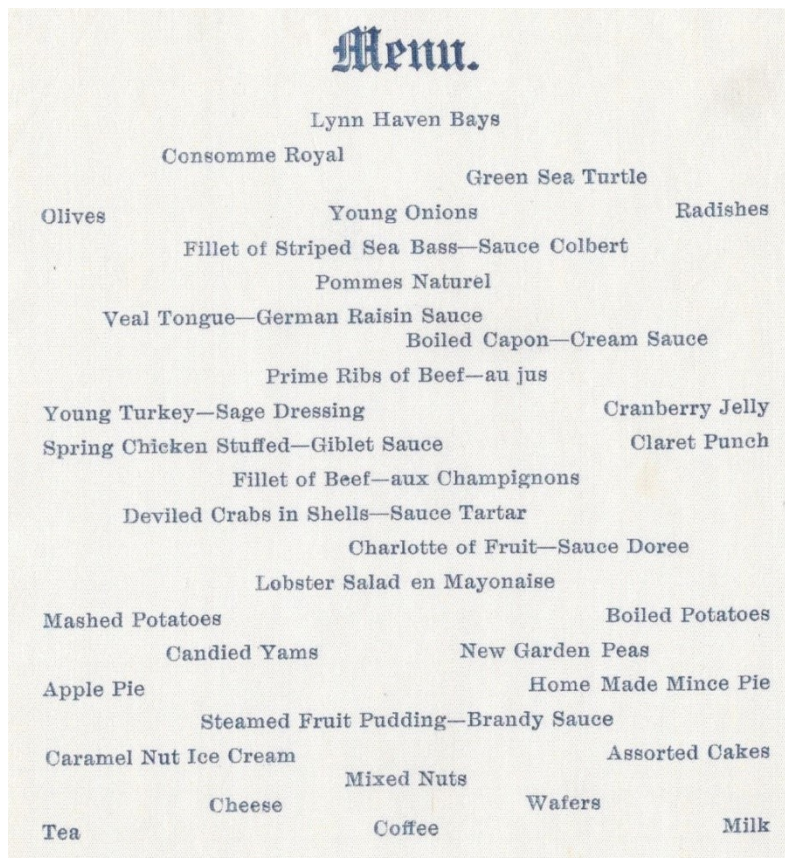 Menu.
Lynn Haven Bays
Consomme Royal
Green Sea Turtle
Olives Young Onions Radishes
Fillet of Striped Sea Bass—Sauce Colbert
Pommes Naturel
Veal Tongue—German Raisin Sauce
Boiled Capon—Cream Sauce
Prime Ribs of Beef—au jus
Young Turkey—Sage Dressing Cranberry Jelly
Spring Chicken Stuffed—Giblet Sauce Claret Punch
Fillet of Beef—aux Champignons
Deviled Crabs in Shells—Sauce Tartar
Charlotte of Fruit—Sauce Doree
Lobster Salad en Mayonaise
Mashed Potatoes Boiled Potatoes
Candied Yams New Garden Peas
Apple Pie Home Made Mince Pie
Steamed Fruit Pudding—Brandy Sauce
Caramel Nut Ice Cream Assorted Cakes
Mixed Nuts
Cheese Wafers
Tea Coffee Milk